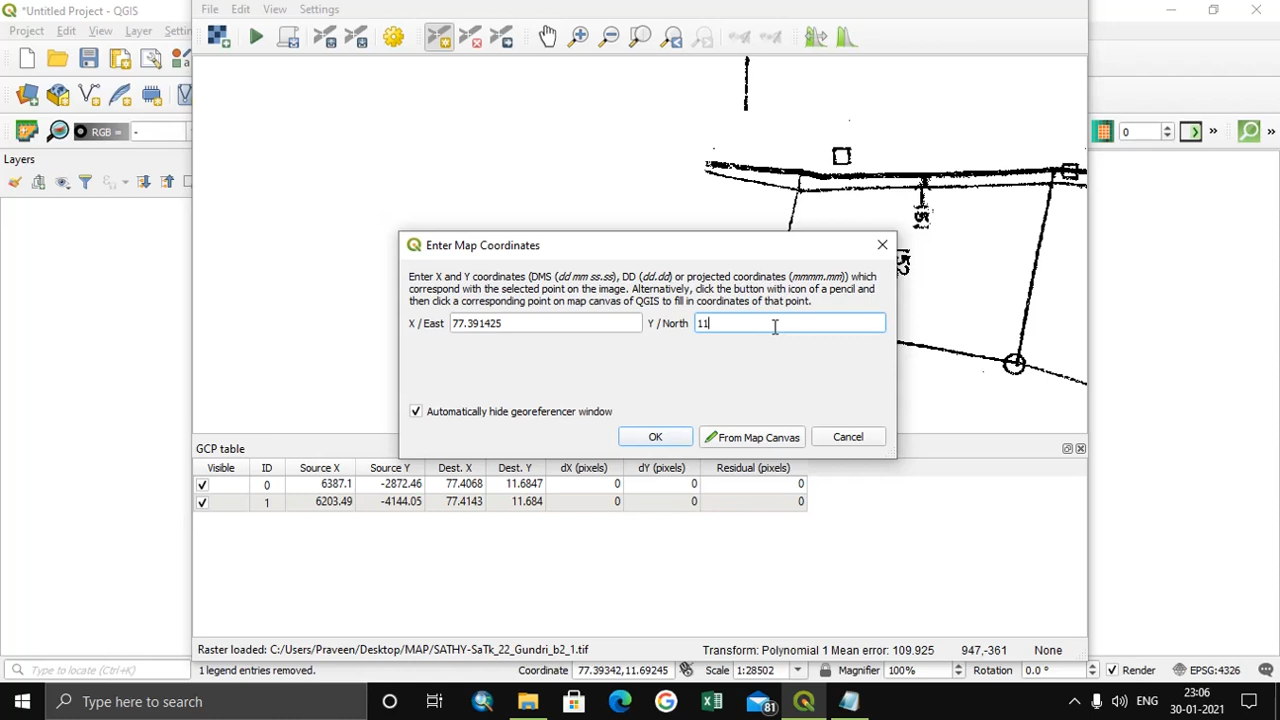 *Untitled Project - QGIS
Project Edit View Layer
File Edit View Settings
RGB = -
0
Layers
Enter Map Coordinates
Enter X and Y coordinates (DMS (dd mm ss.ss), DD (dd.dd) or projected coordinates (mmmm.mm)) which
correspond with the selected point on the image. Alternatively, click the button with icon of a pencil and
then click a corresponding point on map canvas of QGIS to fill in coordinates of that point.
X / East 77.391425 Y / North 11
Automatically hide georeferencer window
OK From Map Canvas Cancel
GCP table
Visible ID Source X Source Y Dest. X Dest. Y dX (pixels) dY (pixels) Residual (pixels)
0 6387.1 -2872.46 77.4068 11.6847 0 0 0
1 6203.49 -4144.05 77.4143 11.684 0 0 0
Raster loaded: C:/Users/Praveen/Desktop/MAP/SATHY-SaTk_22_Gundri_b2_1.tif Transform: Polynomial 1 Mean error: 109.925 947,-361 None
Type to locate (Ctrl+K) 1 legend entries removed. Coordinate 77.39342,11.69245 Scale 1:28502 Magnifier 100% Rotation 0.0 ° Render EPSG:4326
Type here to search 81 ENG 23:06
30-01-2021